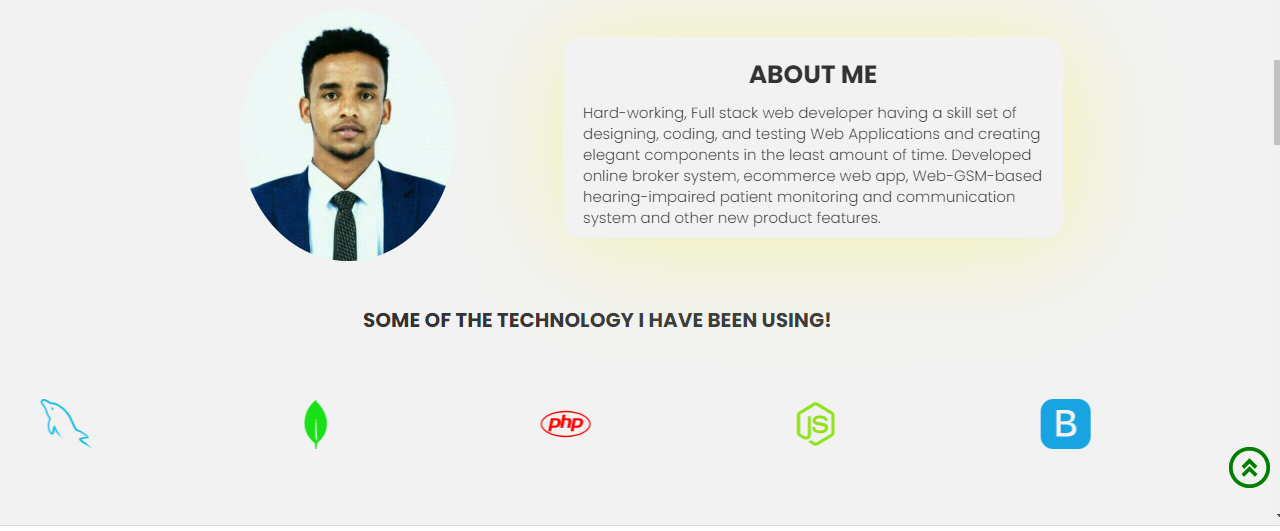 ABOUT ME
Hard-working, Full stack web developer having a skill set of
designing, coding, and testing Web Applications and creating
elegant components in the least amount of time. Developed
online broker system, ecommerce web app, Web-GSM-based
hearing-impaired patient monitoring and communication
system and other new product features.
SOME OF THE TECHNOLOGY I HAVE BEEN USING!
php
JS
B